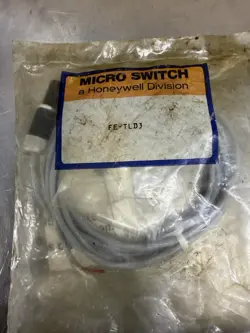 MICRO SWITCH
a Honeywell Division
FE-TLD3